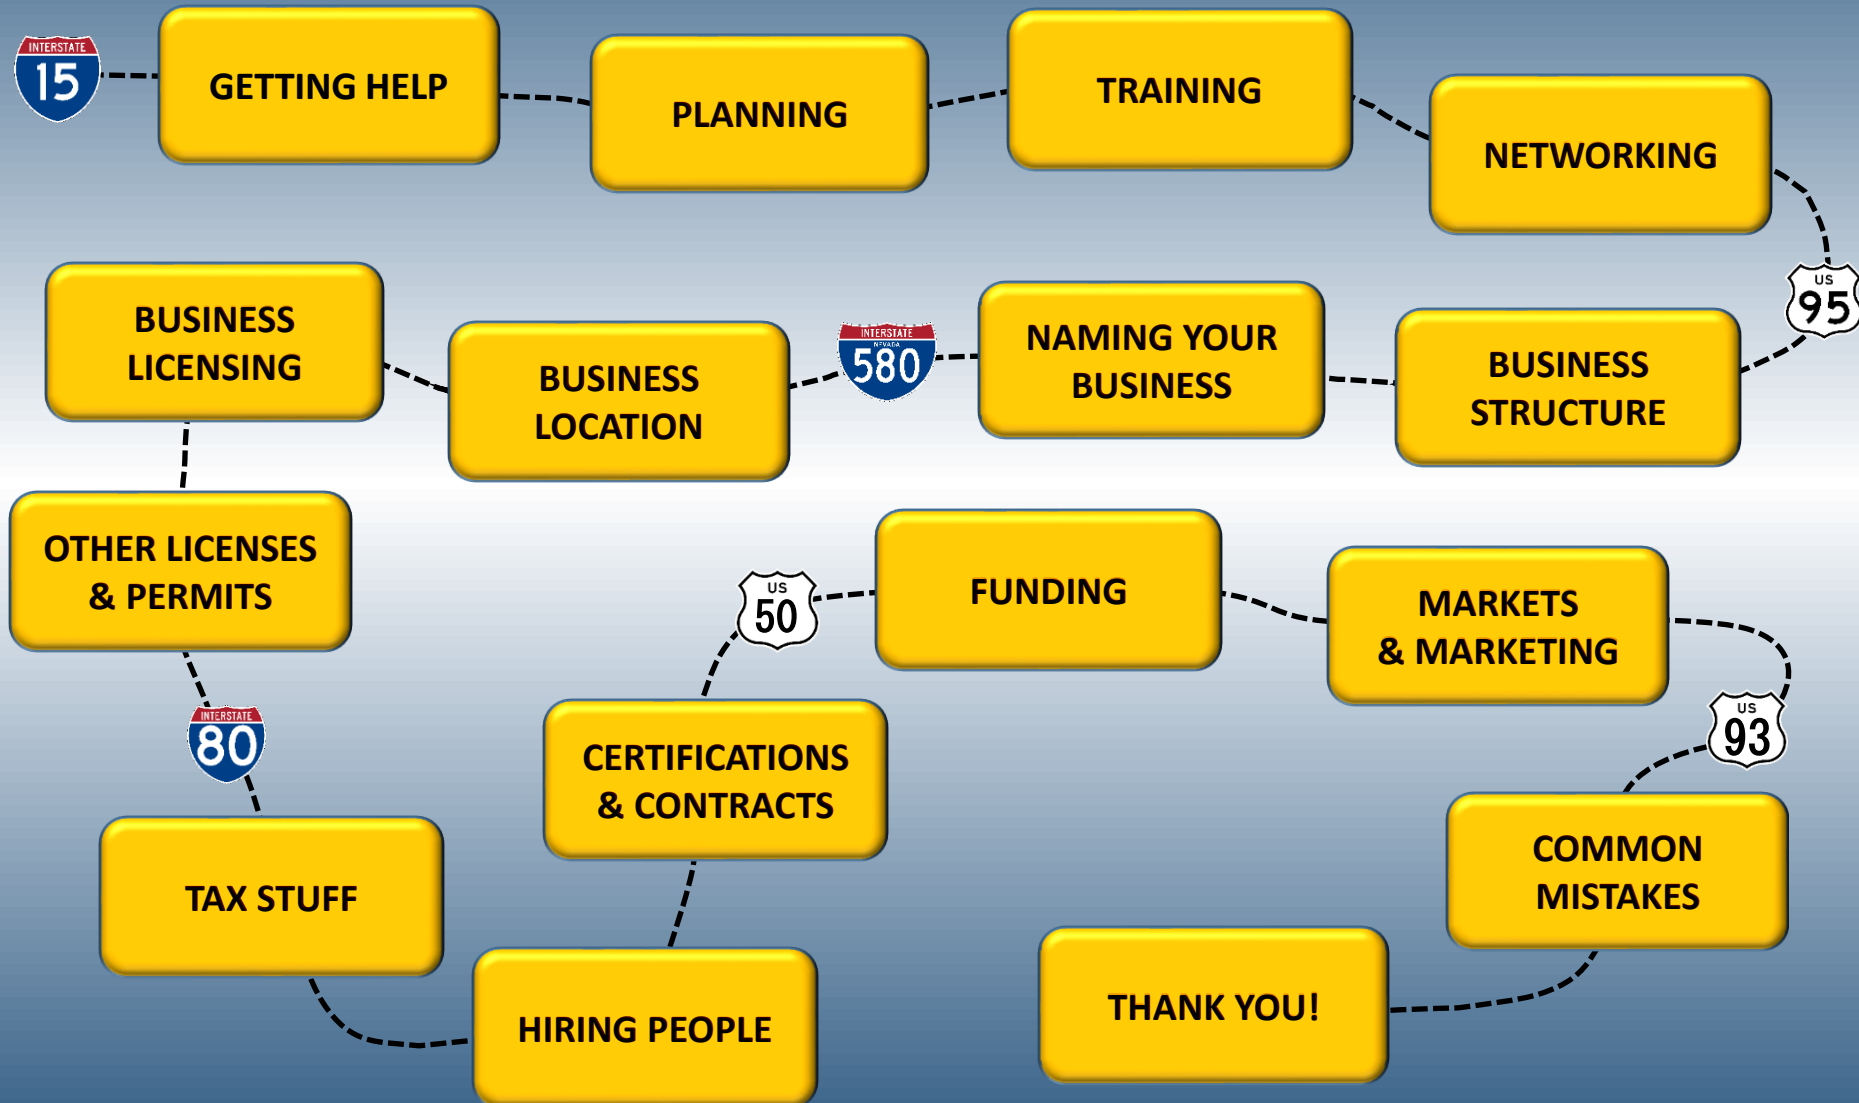 INTERSTATE
15
GETTING HELP
PLANNING
TRAINING
NETWORKING
US
95
BUSINESS
STRUCTURE
NAMING YOUR
BUSINESS
INTERSTATE
NEVADA
580
BUSINESS
LOCATION
BUSINESS
LICENSING
OTHER LICENSES
& PERMITS
INTERSTATE
80
TAX STUFF
HIRING PEOPLE
CERTIFICATIONS
& CONTRACTS
US
50
FUNDING
MARKETS
& MARKETING
US
93
COMMON
MISTAKES
THANK YOU!